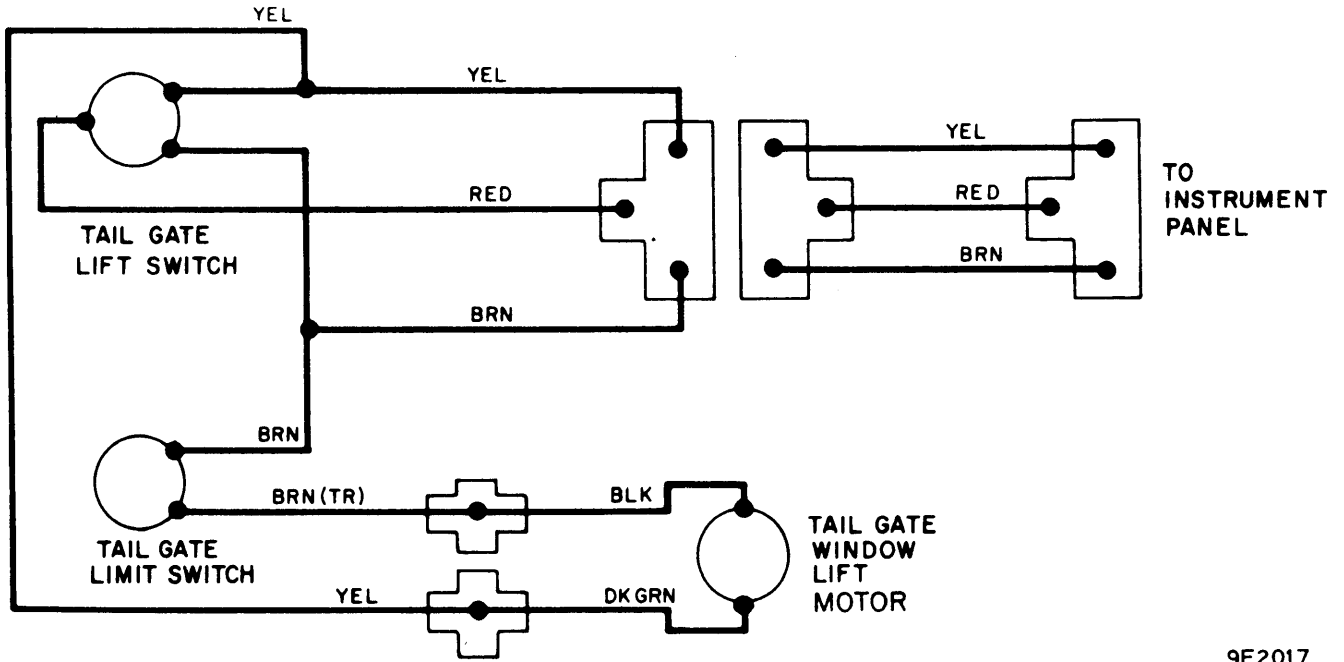 YEL
YEL
YEL
RED
RED
BRN
BRN
TO
INSTRUMENT
PANEL
TAIL GATE
LIFT SWITCH
BRN
BRN(TR)
BLK
TAIL GATE
LIMIT SWITCH
YEL
DKGRN
TAIL GATE
WINDOW
LIFT
MOTOR
9E2017